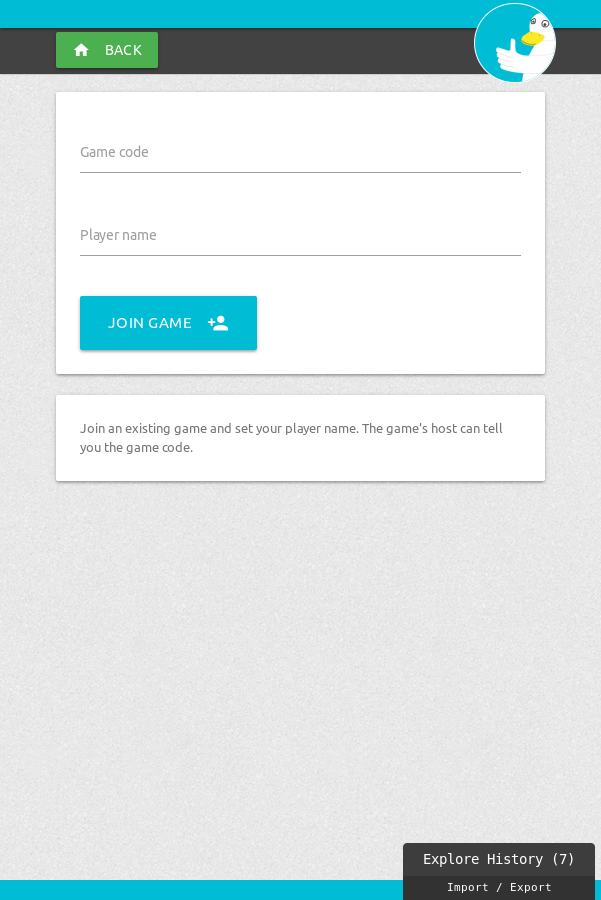 BACK
Game code
Player name
JOIN GAME
Join an existing game and set your player name. The game's host can tell
you the game code.
Explore History (7)
Import / Export